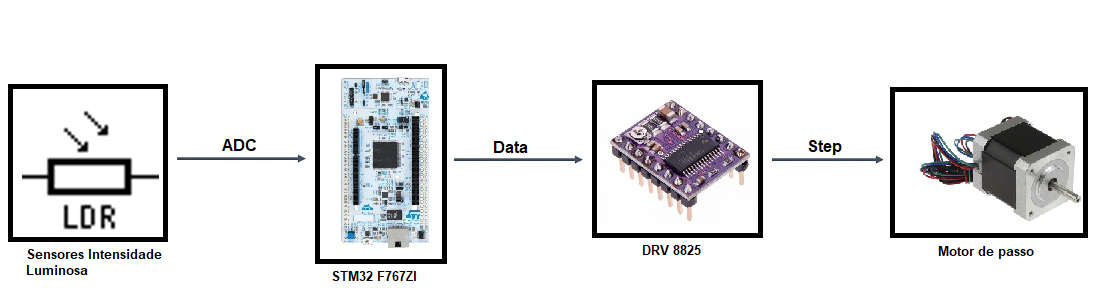 ADC
Data
Step
LDR
Sensores Intensidade
Luminosa
STM32 F767ZI
DRV 8825
Motor de passo